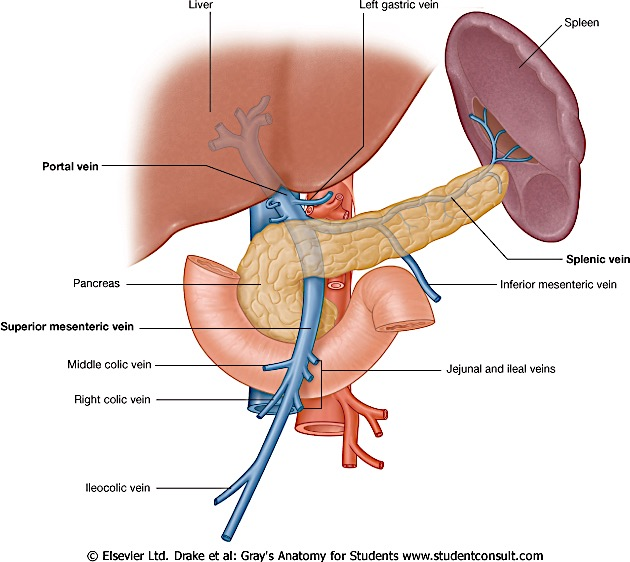 Liver
Left gastric vein
Spleen
Portal vein
Splenic vein
Pancreas
Inferior mesenteric vein
Superior mesenteric vein
Middle colic vein
Jejunal and ileal veins
Right colic vein
Ileocolic vein
© Elsevier Ltd. Drake et al: Gray's Anatomy for Students www.studentconsult.com